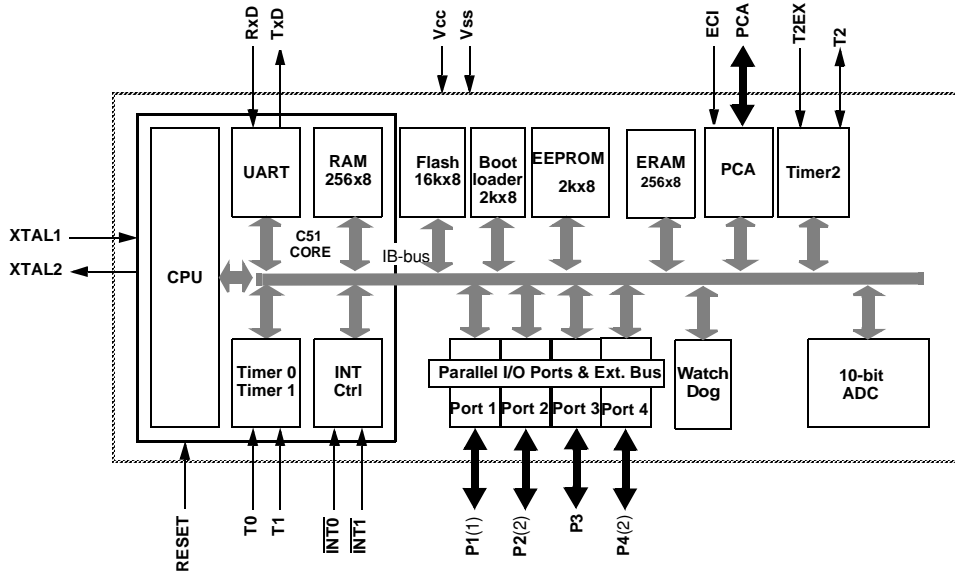 RxD
TxD
Vcc
Vss
ECI
PCA
T2EX
T2
XTAL1
XTAL2
CPU
UART
RAM
256x8
C51
CORE
IB-bus
Flash
16kx8
Boot
loader
2kx8
EEPROM
2kx8
ERAM
256x8
PCA
Timer2
Timer 0
Timer 1
INT
Ctrl
Parallel I/O Ports & Ext. Bus
Port 1
Port 2
Port 3
Port 4
Watch
Dog
10-bit
ADC
RESET
T0
T1
INT0
INT1
P1(1)
P2(2)
P3
P4(2)